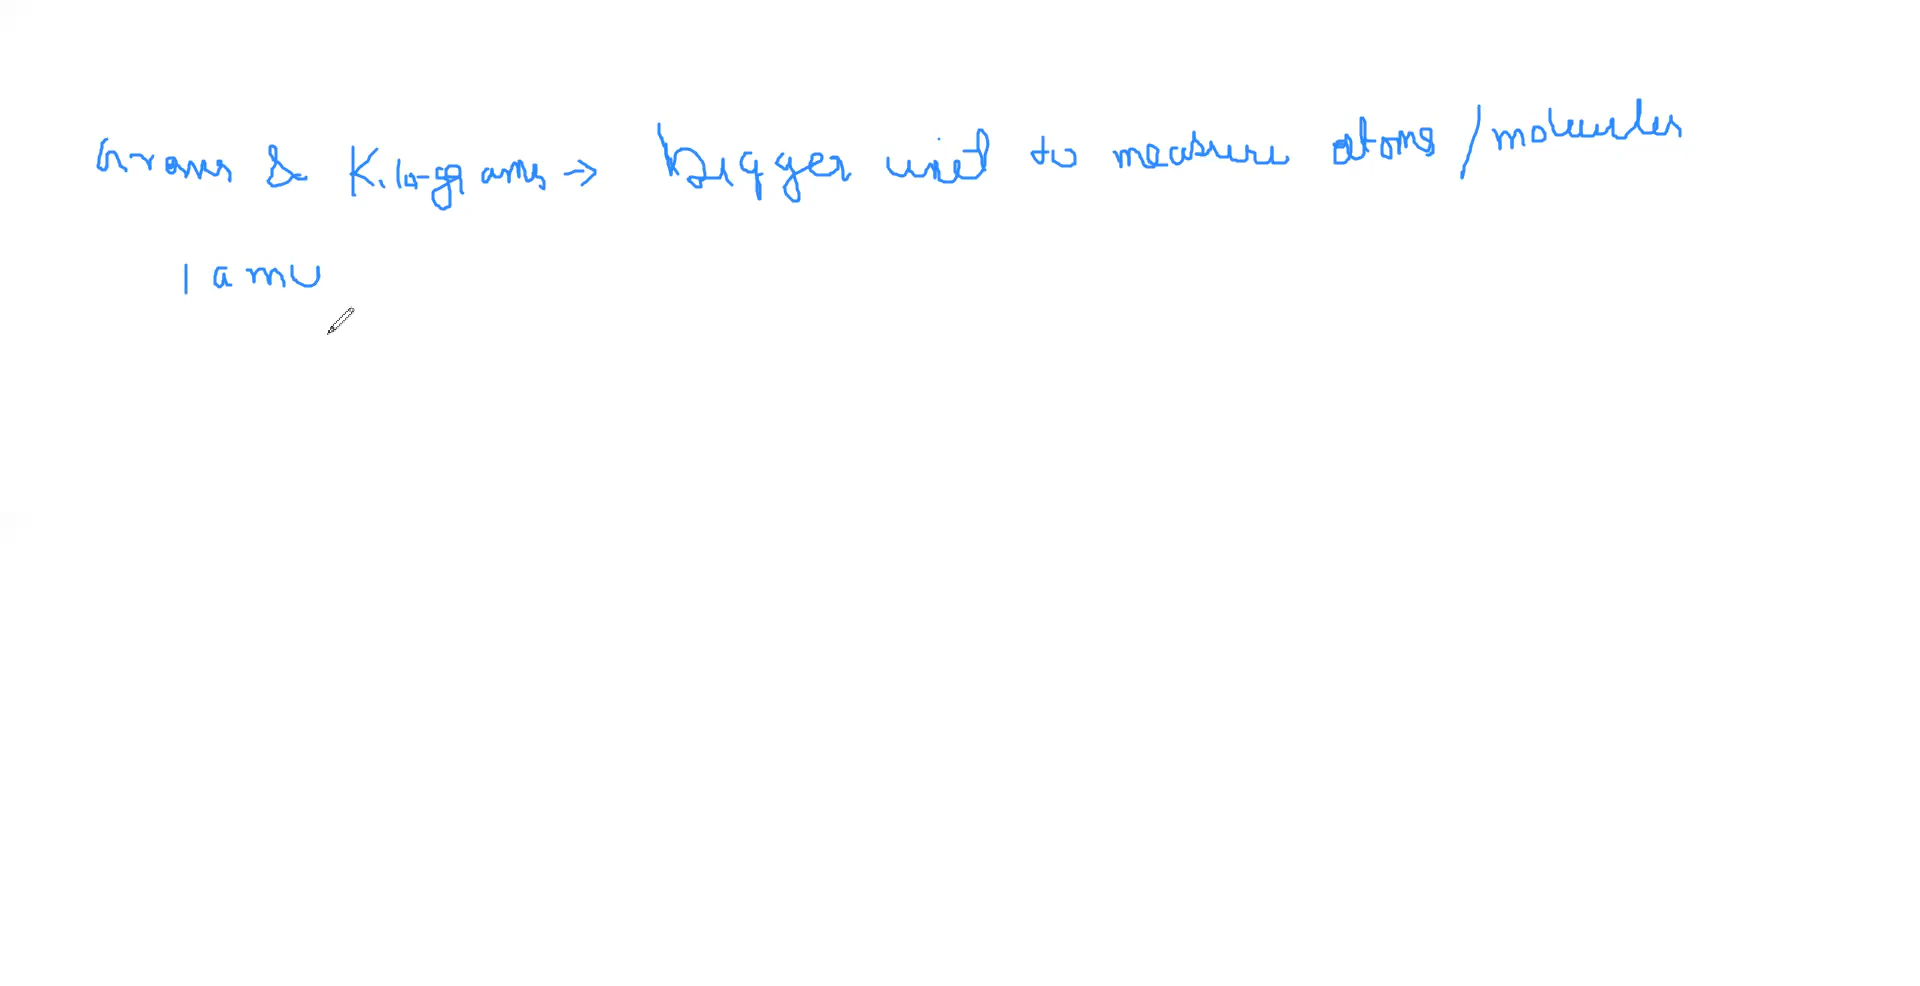 Grams & Kilograms → bigger unit to measure atoms / molecules
1 amu